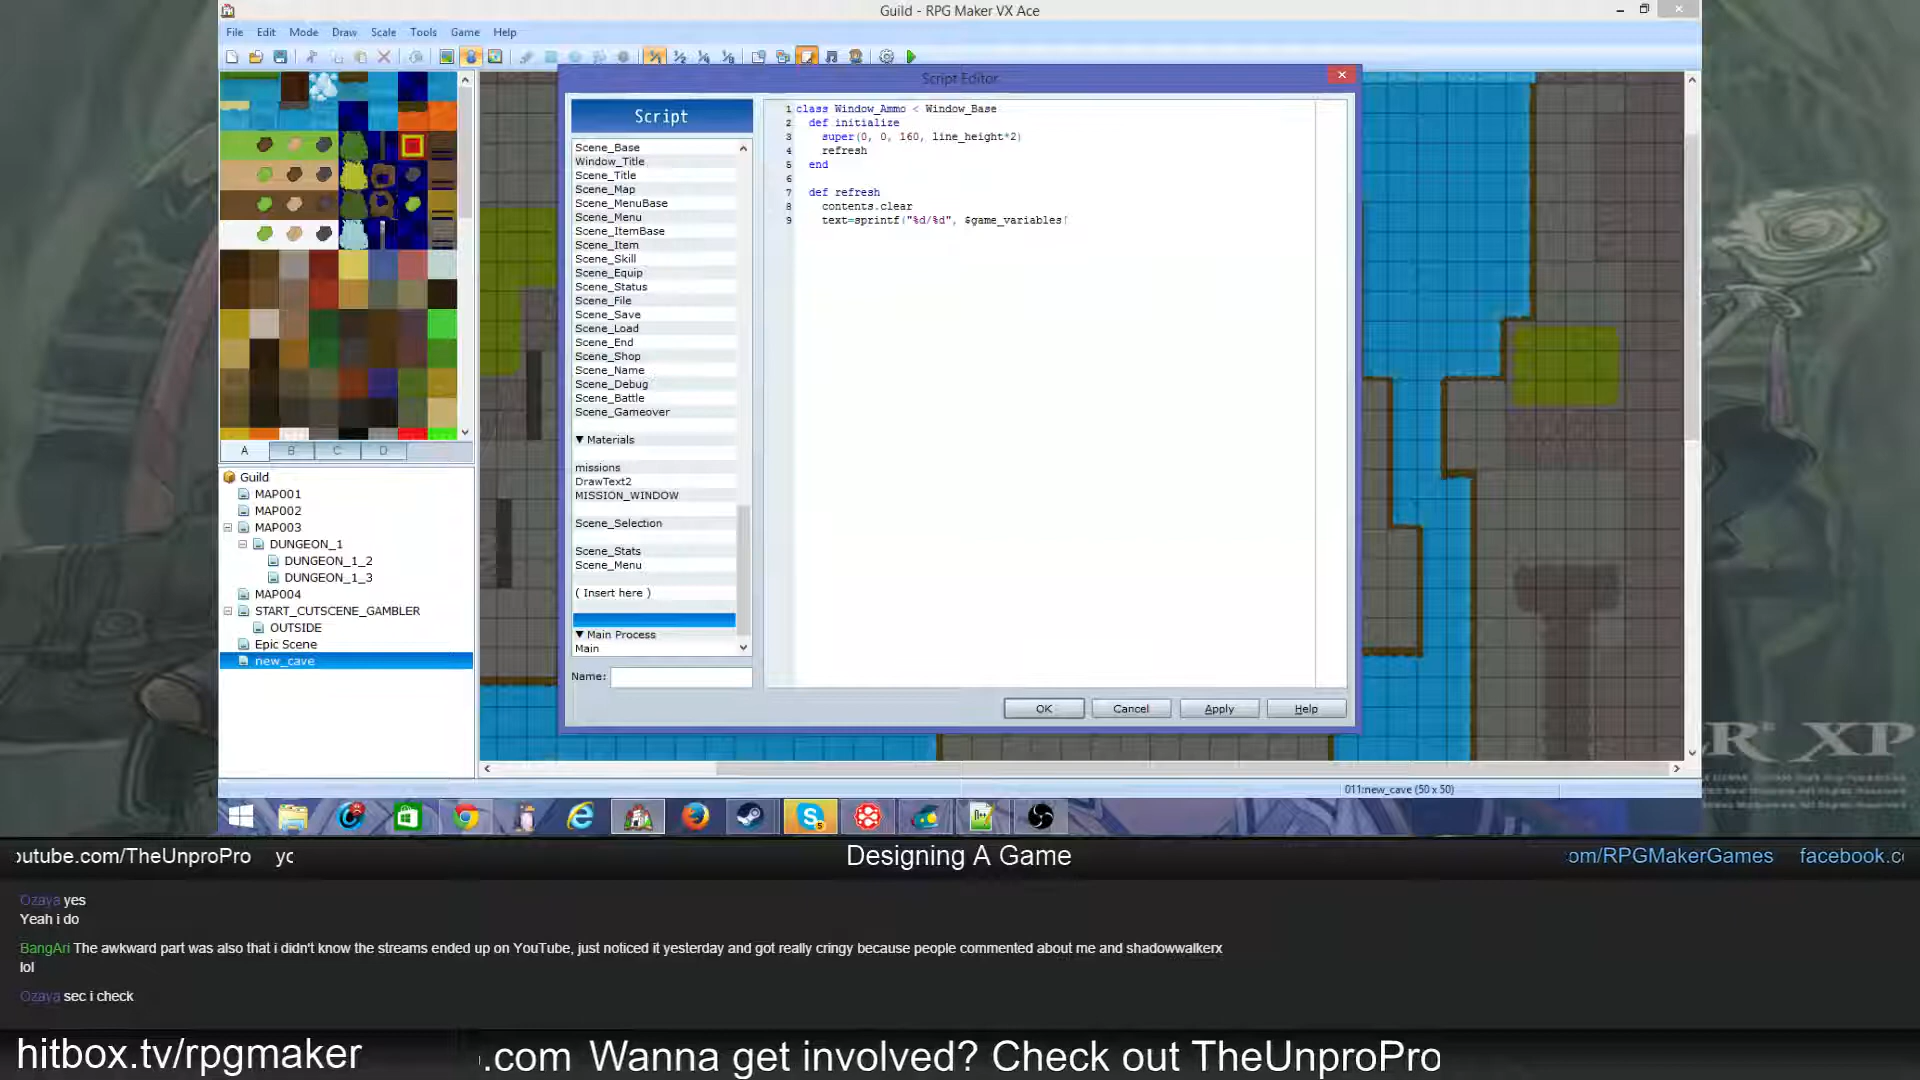 Guild - RPG Maker VX Ace
File Edit Mode Draw Scale Tools Game Help
Script Editor
Script
Scene_Base
Window_Title
Scene_Title
Scene_Map
Scene_MenuBase
Scene_Menu
Scene_ItemBase
Scene_Item
Scene_Skill
Scene_Equip
Scene_Status
Scene_File
Scene_Save
Scene_Load
Scene_End
Scene_Shop
Scene_Name
Scene_Debug
Scene_Battle
Scene_Gameover
▼ Materials
missions
DrawText2
MISSION_WINDOW
Scene_Selection
Scene_Stats
Scene_Menu
( Insert here )
▼ Main Process
Main
Name:
1 class Window_Ammo < Window_Base
2 def initialize
3 super(0, 0, 160, line_height*2)
4 refresh
5 end
6
7 def refresh
8 contents.clear
9 text=sprintf("%d/%d", $game_variables
OK Cancel Apply Help
A B C D
Guild
MAP001
MAP002
MAP003
DUNGEON_1
DUNGEON_1_2
DUNGEON_1_3
MAP004
START_CUTSCENE_GAMBLER
OUTSIDE
Epic Scene
new_cave
011:new_cave (50 x 50)
R XP
outube.com/TheUnproPro yo
Designing A Game
om/RPGMakerGames facebook.c
Ozaya yes
Yeah i do
BangAri The awkward part was also that i didn't know the streams ended up on YouTube, just noticed it yesterday and got really cringy because people commented about me and shadowwalkerx
lol
Ozaya sec i check
hitbox.tv/rpgmaker
.com Wanna get involved? Check out TheUnproPro